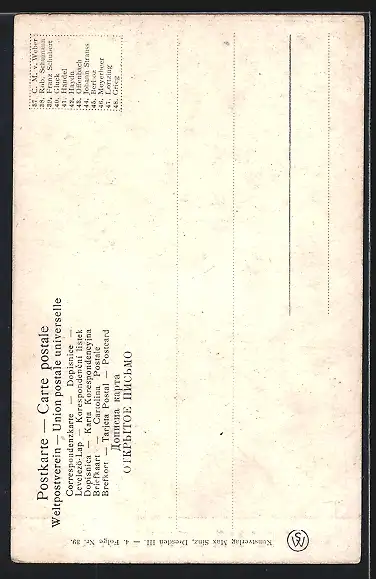 Postkarte — Carte postale
Weltpostverein — Union postale universelle
Correspondenzkarte — Dopisnice —
Levelező-Lap — Korespondenční lístek
Dopisnica — Karta Korespondencyjna
Briefkaart — Cartolina Postale
Brefkort — Tarjeta Postal — Postcard
Дописна карта
ОТКРЫТОЕ ПИСЬМО
37. C. M. v. Weber
38. Rob. Schumann
39. Franz Schubert
40. Gluck
41. Händel
42. Haydn
43. Offenbach
44. Johann Strauss
45. Berlioz
46. Meyerbeer
47. Lortzing
48. Grieg
Kunstverlag Max Sinz, Dresden III. — 4. Folge Nr. 39.